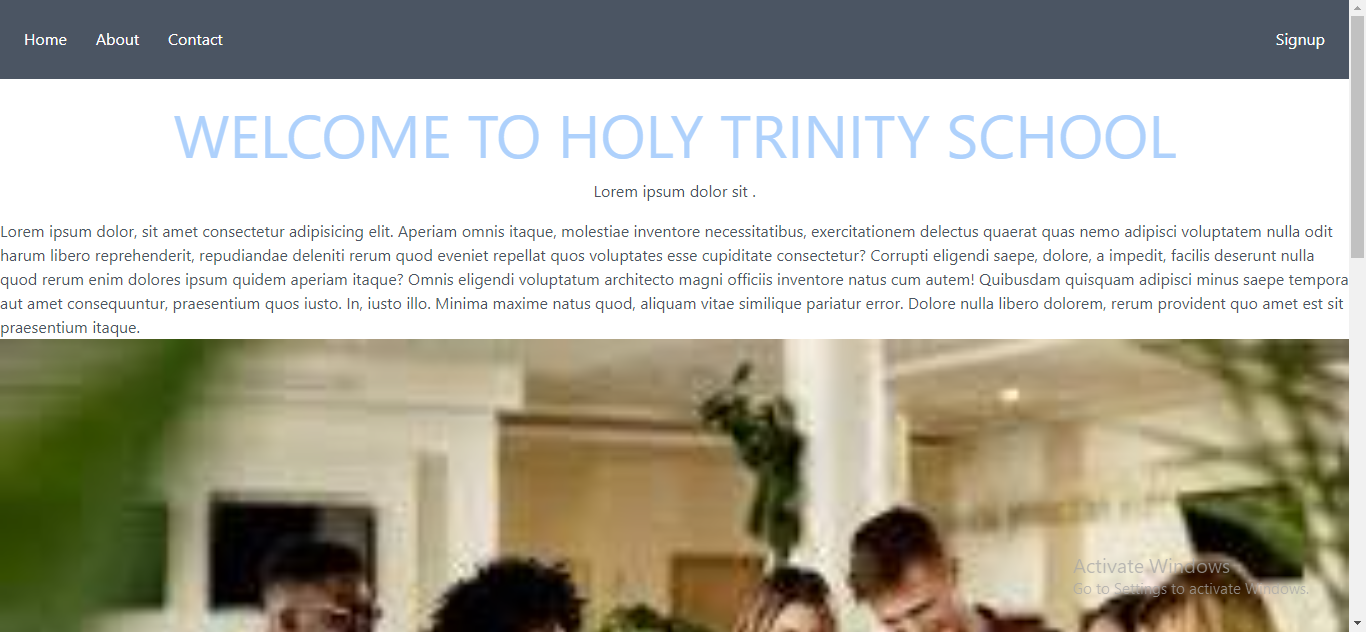 Home About Contact Signup
WELCOME TO HOLY TRINITY SCHOOL
Lorem ipsum dolor sit .
Lorem ipsum dolor, sit amet consectetur adipisicing elit. Aperiam omnis itaque, molestiae inventore necessitatibus, exercitationem delectus quaerat quas nemo adipisci voluptatem nulla odit
harum libero reprehenderit, repudiandae deleniti rerum quod eveniet repellat quos voluptates esse cupiditate consectetur? Corrupti eligendi saepe, dolore, a impedit, facilis deserunt nulla
quod rerum enim dolores ipsum quidem aperiam itaque? Omnis eligendi voluptatum architecto magni officiis inventore natus cum autem! Quibusdam quisquam adipisci minus saepe tempora
aut amet consequuntur, praesentium quos iusto. In, iusto illo. Minima maxime natus quod, aliquam vitae similique pariatur error. Dolore nulla libero dolorem, rerum provident quo amet est sit
praesentium itaque.
Activate Windows
Go to Settings to activate Windows.